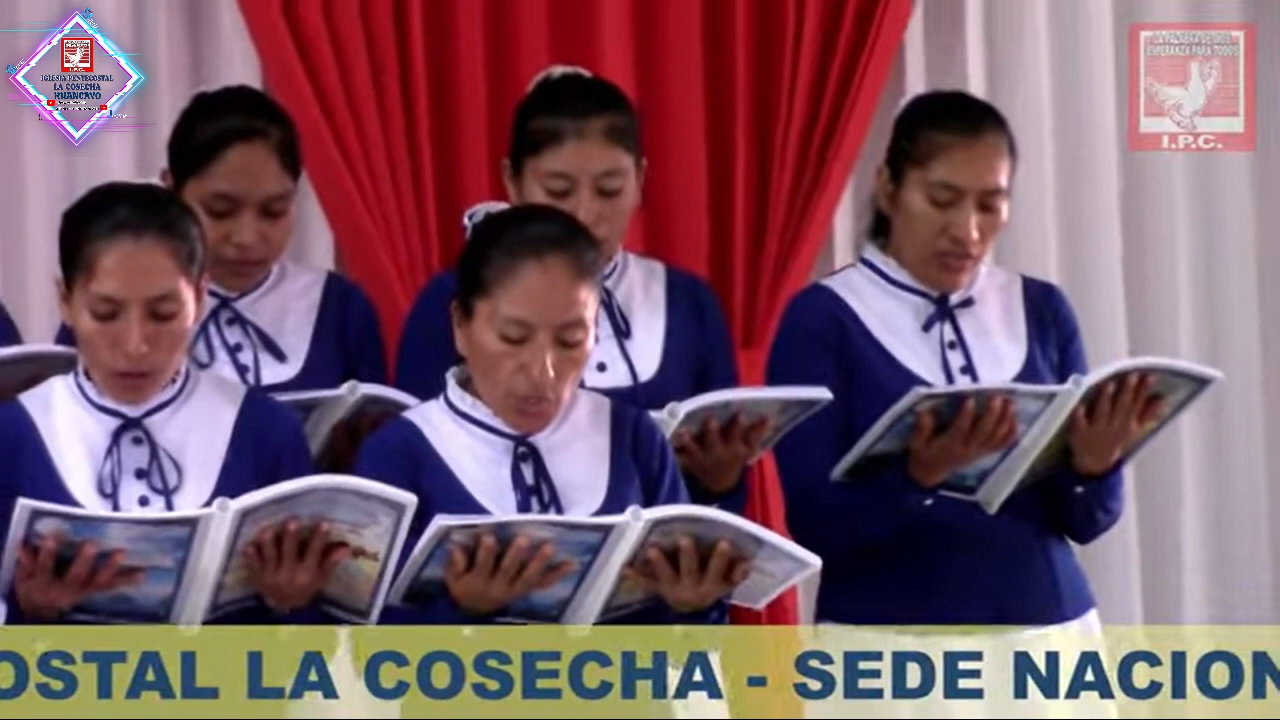 I.P.C.
IGLESIA PENTECOSTAL
LA COSECHA
HUANCAYO
LA PALABRA DE DIOS
ESPERANZA PARA TODOS
I.P.C.
OSTAL LA COSECHA - SEDE NACION